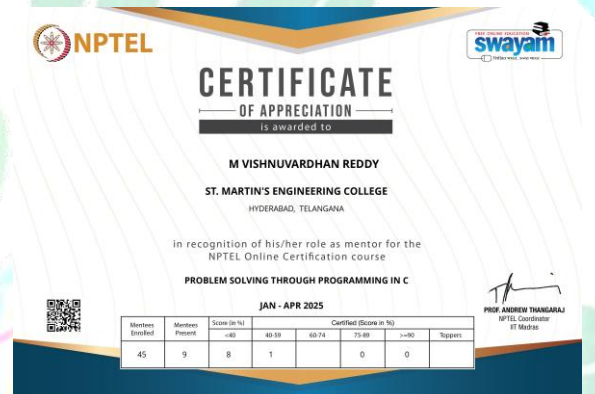 NPTEL
FREE ONLINE EDUCATION
swayam
CERTIFICATE
OF APPRECIATION
is awarded to
M VISHNUVARDHAN REDDY
ST. MARTIN'S ENGINEERING COLLEGE
HYDERABAD, TELANGANA
in recognition of his/her role as mentor for the
NPTEL Online Certification course
PROBLEM SOLVING THROUGH PROGRAMMING IN C
JAN - APR 2025
PROF. ANDREW THANGARAJ
NPTEL Coordinator
IIT Madras
Mentees Enrolled Mentees Present Score (in %) Certified (Score in %)
<40 40-59 60-74 75-89 >=90 Toppers
45 9 8 1 0 0